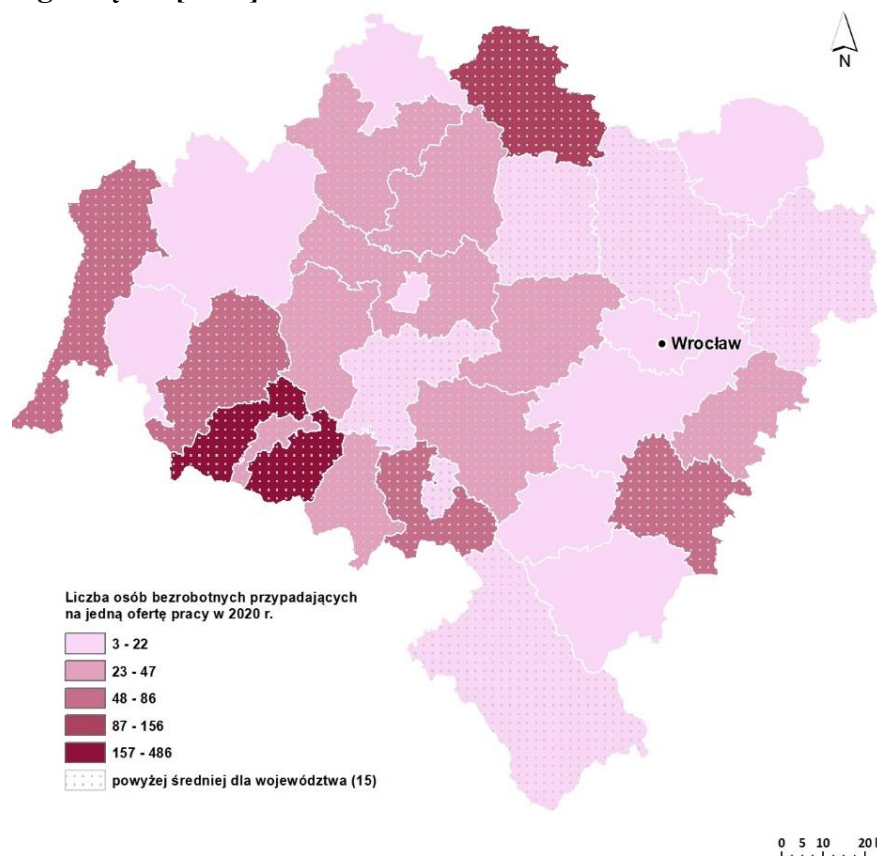 N
Wrocław
Liczba osób bezrobotnych przypadających
na jedną ofertę pracy w 2020 r.
3 - 22
23 - 47
48 - 86
87 - 156
157 - 486
powyżej średniej dla województwa (15)
0 5 10 20